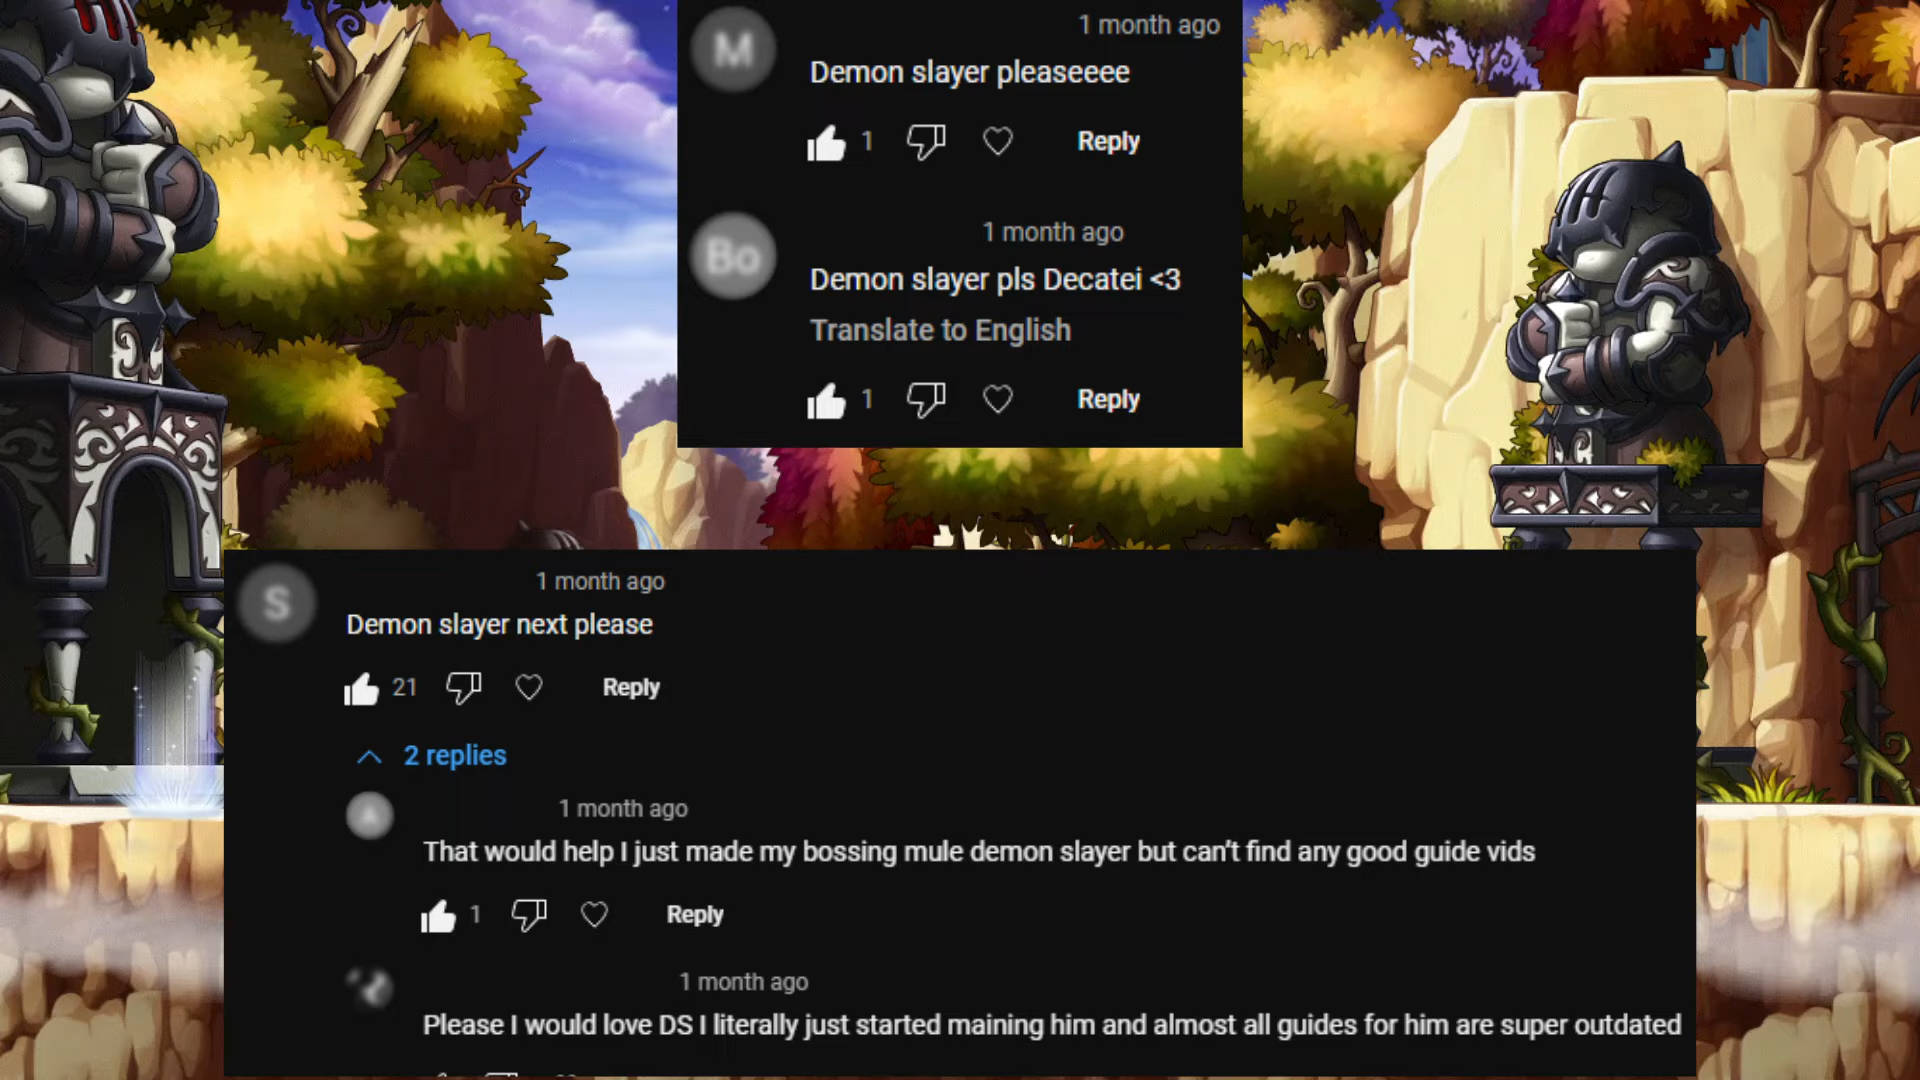 M
1 month ago
Demon slayer pleaseeee
1
Reply
Bo
1 month ago
Demon slayer pls Decatei <3
Translate to English
1
Reply
S
1 month ago
Demon slayer next please
21
Reply
2 replies
A
1 month ago
That would help I just made my bossing mule demon slayer but can't find any good guide vids
1
Reply
1 month ago
Please I would love DS I literally just started maining him and almost all guides for him are super outdated